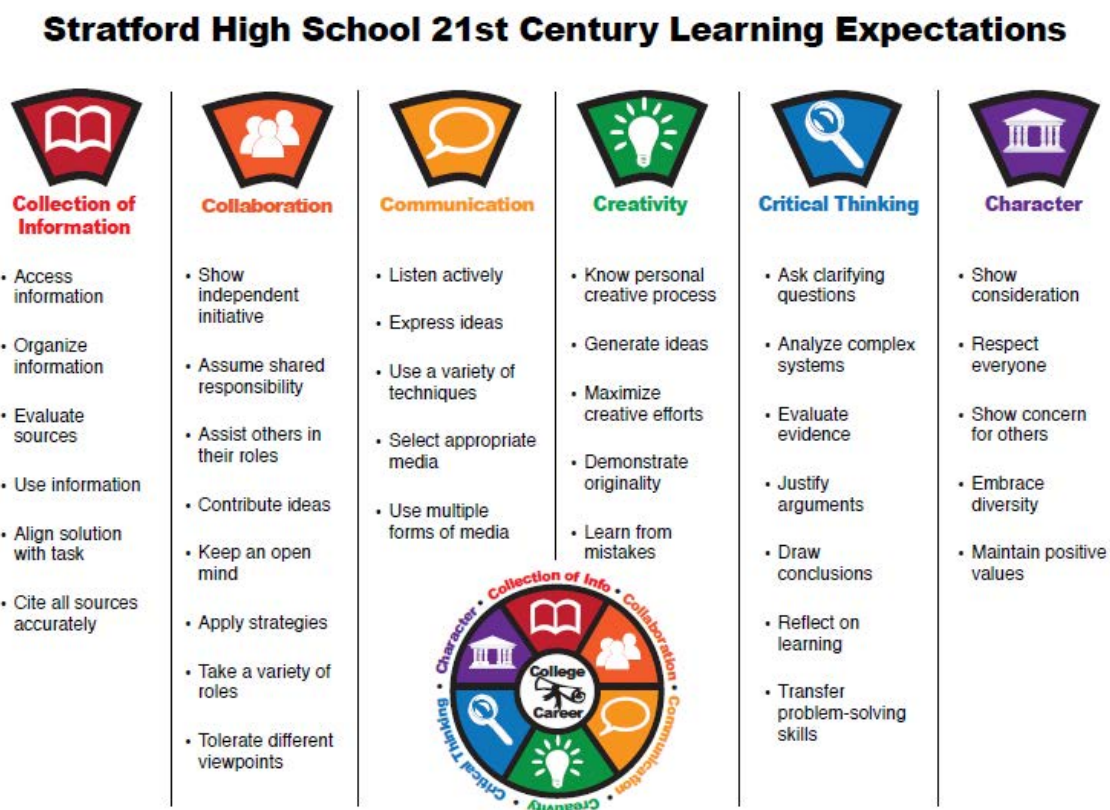 Stratford High School 21st Century Learning Expectations
Collection of
Information
• Access
information
• Organize
information
• Evaluate
sources
• Use information
• Align solution
with task
• Cite all sources
accurately
Collaboration
• Show
independent
initiative
• Assume shared
responsibility
• Assist others in
their roles
• Contribute ideas
• Keep an open
mind
• Apply strategies
• Take a variety of
roles
• Tolerate different
viewpoints
Communication
• Listen actively
• Express ideas
• Use a variety of
techniques
• Select appropriate
media
• Use multiple
forms of media
Creativity
• Know personal
creative process
• Generate ideas
• Maximize
creative efforts
• Demonstrate
originality
• Learn from
mistakes
Critical Thinking
• Ask clarifying
questions
• Analyze complex
systems
• Evaluate
evidence
• Justify
arguments
• Draw
conclusions
• Reflect on
learning
• Transfer
problem-solving
skills
Character
• Show
consideration
• Respect
everyone
• Show concern
for others
• Embrace
diversity
• Maintain positive
values
Collection of Info • Collaboration • Communication • Creativity • Critical Thinking • Character •
College
Career